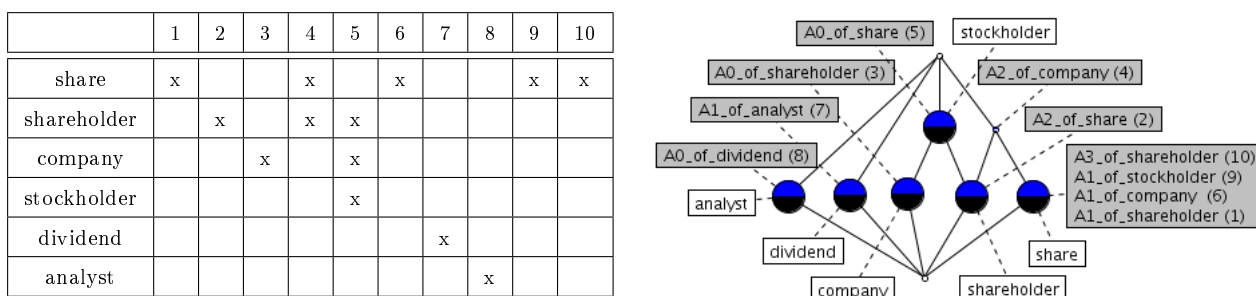 1 2 3 4 5 6 7 8 9 10
share x x x x x
shareholder x x x
company x x
stockholder x
dividend x
analyst x
A0_of_share (5)
stockholder
A0_of_shareholder (3)
A2_of_company (4)
A1_of_analyst (7)
A2_of_share (2)
A0_of_dividend (8)
A3_of_shareholder (10)
A1_of_stockholder (9)
A1_of_company (6)
A1_of_shareholder (1)
analyst
dividend
share
company
shareholder